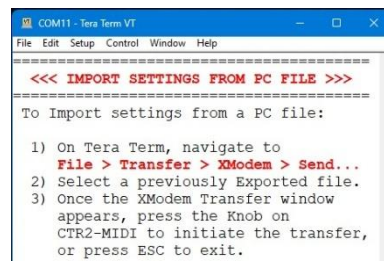 COM11 - Tera Term VT
File Edit Setup Control Window Help
=========================================
<<< IMPORT SETTINGS FROM PC FILE >>>
=========================================
To Import settings from a PC file:
1) On Tera Term, navigate to
File > Transfer > XModem > Send...
2) Select a previously Exported file.
3) Once the XModem Transfer window
appears, press the Knob on
CTR2-MIDI to initiate the transfer,
or press ESC to exit.